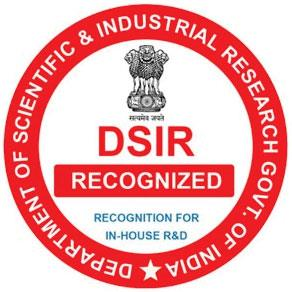 DEPARTMENT OF SCIENTIFIC & INDUSTRIAL RESEARCH GOVT. OF INDIA
सत्यमेव जयते
DSIR
RECOGNIZED
RECOGNITION FOR
IN-HOUSE R&D